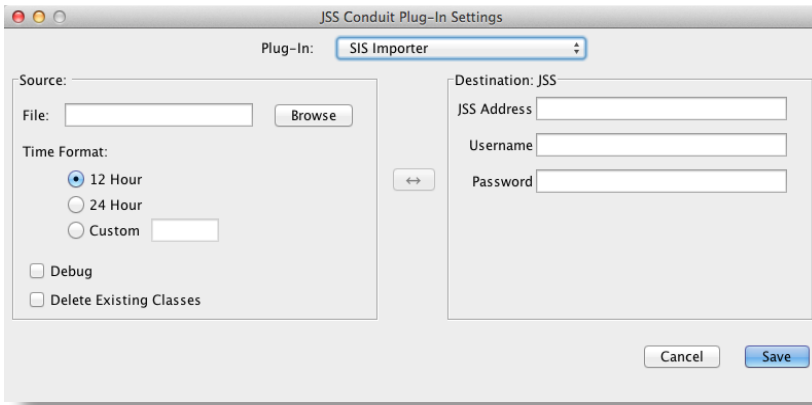 JSS Conduit Plug-In Settings
Plug-In: SIS Importer
Source:
File: Browse
Time Format:
12 Hour
24 Hour
Custom
Debug
Delete Existing Classes
Destination: JSS
JSS Address
Username
Password
Cancel Save